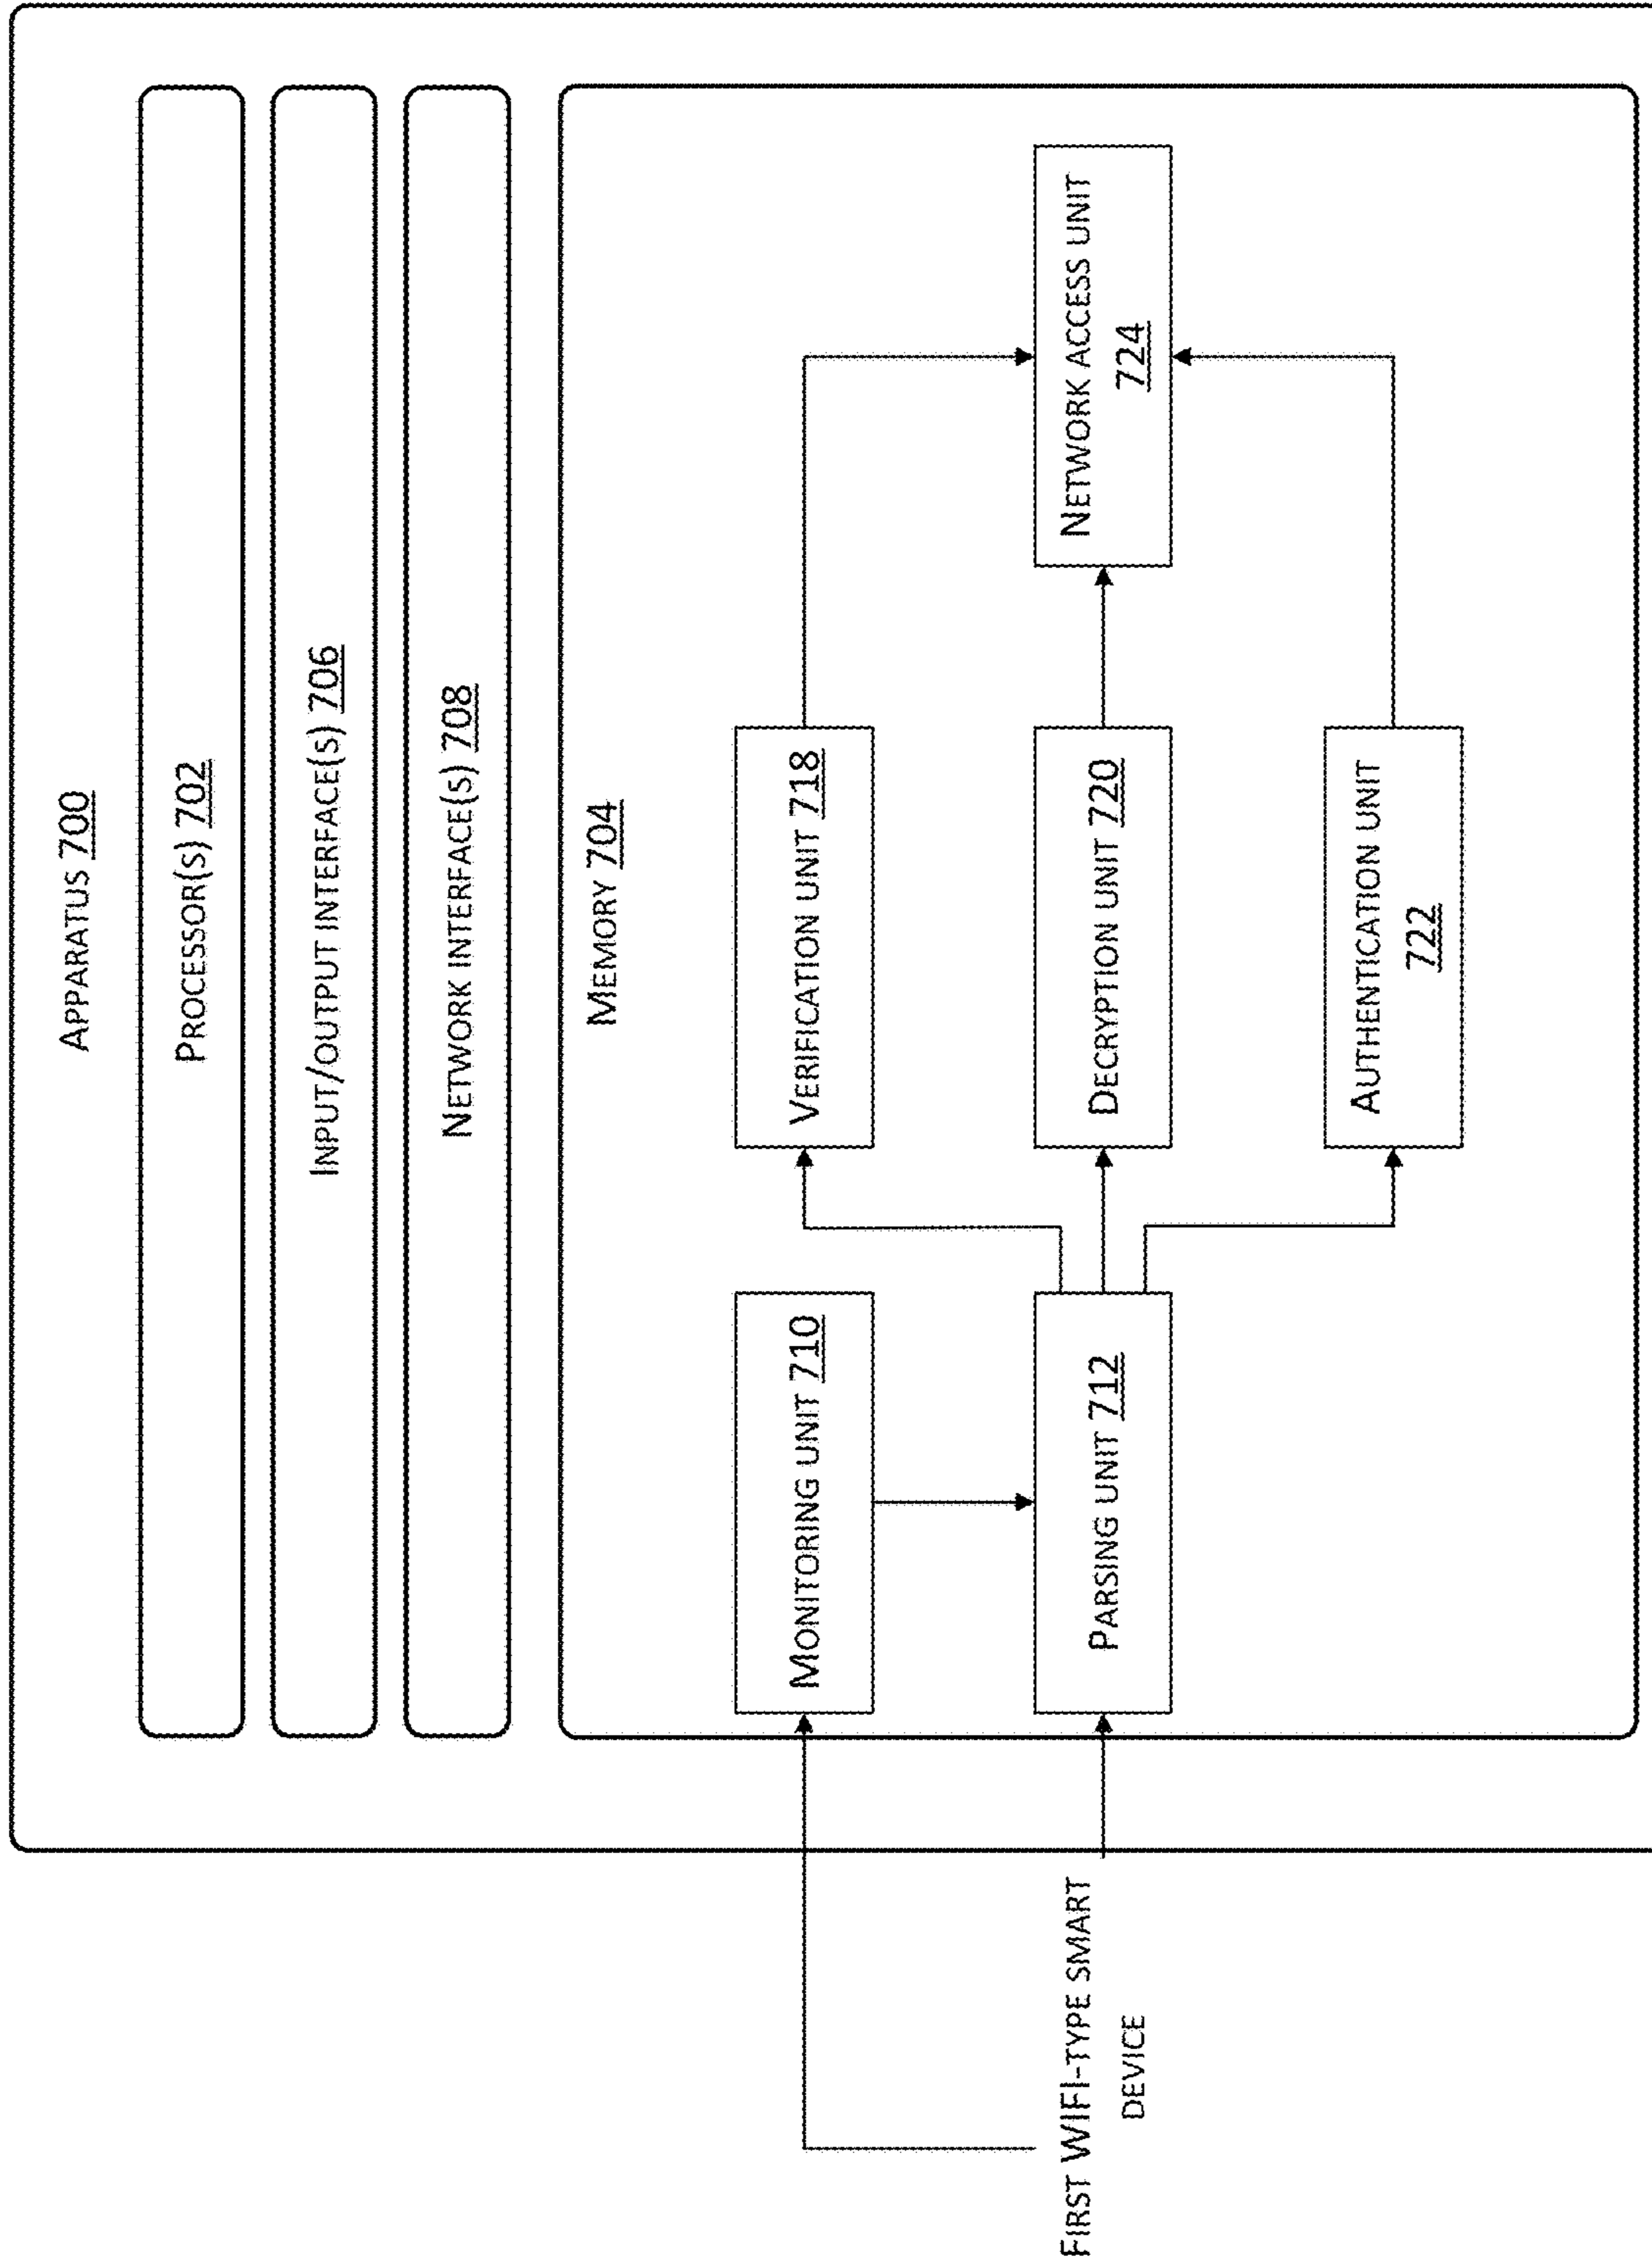 Apparatus 700
Processor(s) 702
Input/output interface(s) 706
Network interface(s) 708
Memory 704
Monitoring unit 710
Verification unit 718
Parsing unit 712
Decryption unit 720
Network access unit
724
Authentication unit
722
First WiFi-type smart
device